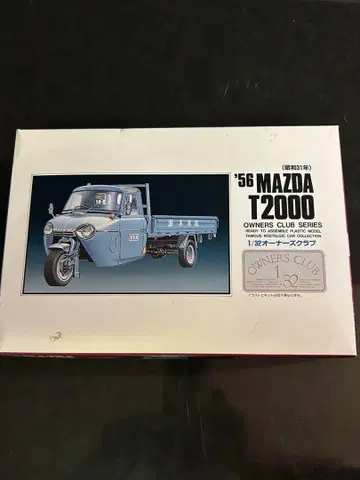 (昭和31年)
'56 MAZDA
T2000
OWNERS CLUB SERIES
READY TO ASSEMBLE PLASTIC MODEL
FAMOUS NOSTALGIC CAR COLLECTION
1/32オーナーズクラブ
OWNERS CLUB
1
32